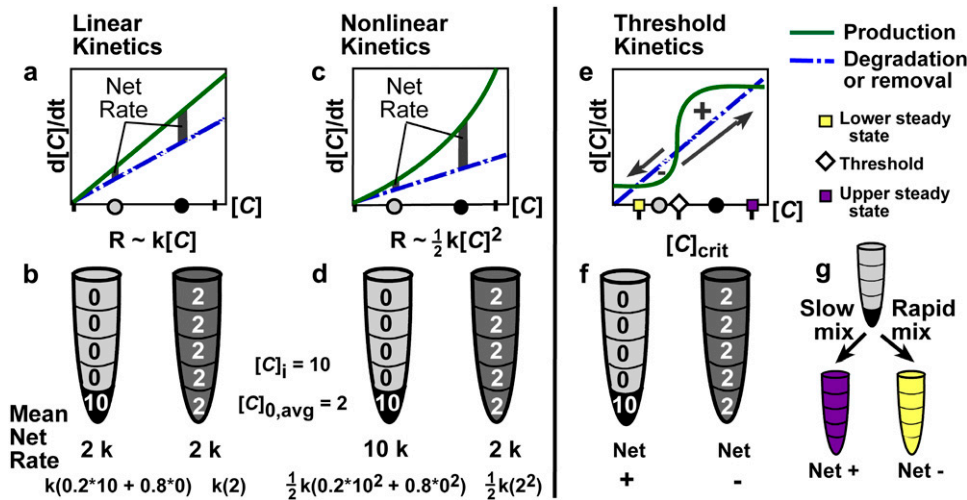 Linear
Kinetics
Nonlinear
Kinetics
Threshold
Kinetics
Production
Degradation
or removal
Lower steady
state
Threshold
Upper steady
state
a
Net
Rate
d[C]/dt
[C]
R ~ k[C]
c
Net
Rate
d[C]/dt
[C]
R ~ ½k[C]²
e
+
-
d[C]/dt
[C]
[C]crit
b
0
0
0
0
10
2
2
2
2
2
Mean
Net
Rate
2 k
2 k
k(0.2*10 + 0.8*0)
k(2)
[C]i = 10
[C]0,avg = 2
d
0
0
0
0
10
2
2
2
2
2
10 k
2 k
½k(0.2*10² + 0.8*0²)
½k(2²)
f
0
0
0
0
10
2
2
2
2
2
Net
+
Net
-
g
Slow
mix
Rapid
mix
Net +
Net -